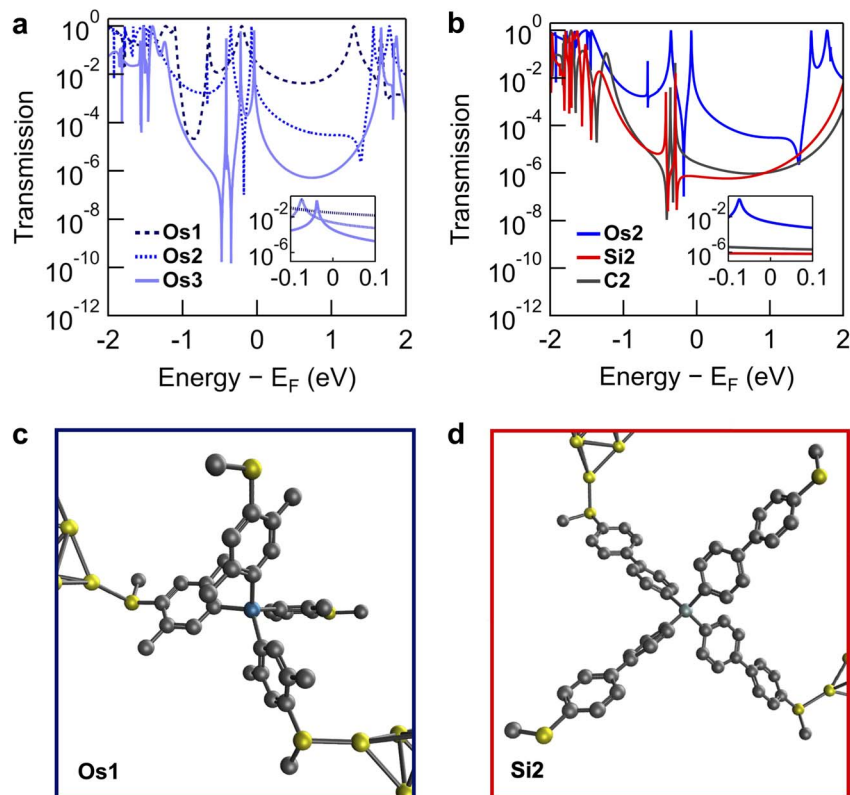 a
Transmission
10^0
10^-2
10^-4
10^-6
10^-8
10^-10
10^-12
Os1
Os2
Os3
10^-2
10^-6
-0.1 0 0.1
-2 -1 0 1 2
Energy − E_F (eV)
b
Transmission
10^0
10^-2
10^-4
10^-6
10^-8
10^-10
10^-12
Os2
Si2
C2
10^-2
10^-6
-0.1 0 0.1
-2 -1 0 1 2
Energy − E_F (eV)
c
Os1
d
Si2